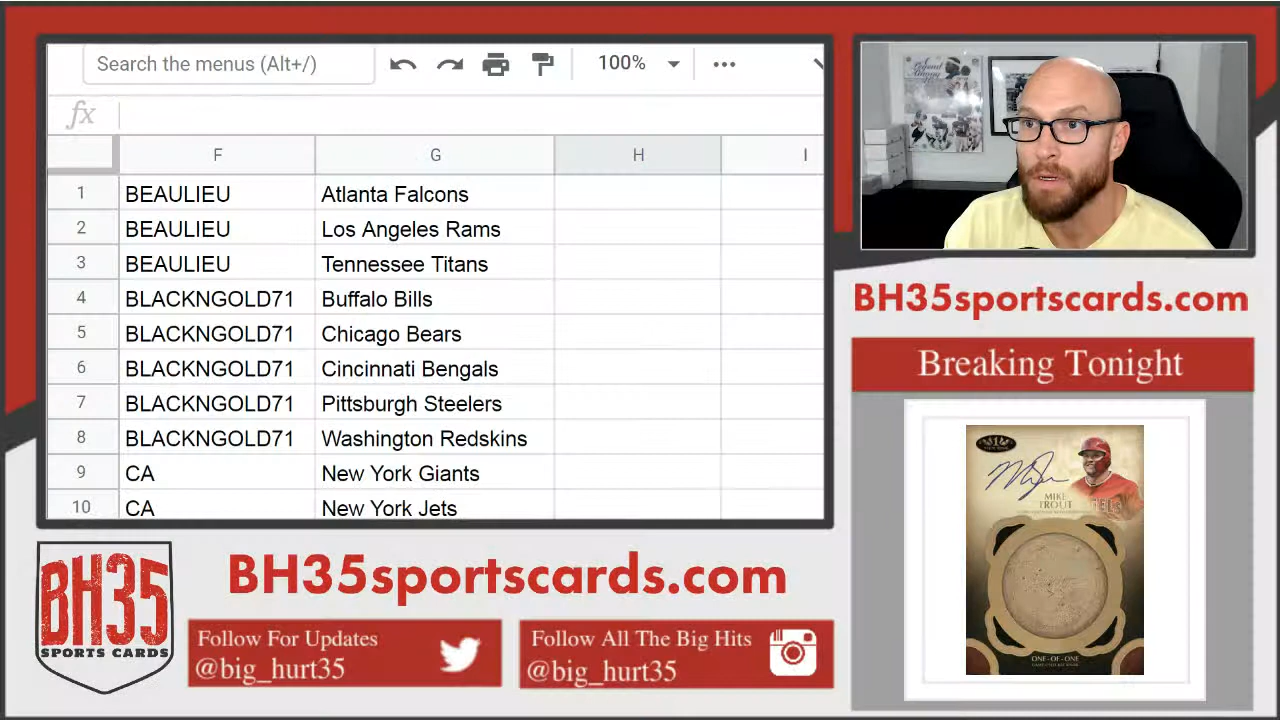 Search the menus (Alt+/)
100%
fx
F G H I
1 BEAULIEU Atlanta Falcons
2 BEAULIEU Los Angeles Rams
3 BEAULIEU Tennessee Titans
4 BLACKNGOLD71 Buffalo Bills
5 BLACKNGOLD71 Chicago Bears
6 BLACKNGOLD71 Cincinnati Bengals
7 BLACKNGOLD71 Pittsburgh Steelers
8 BLACKNGOLD71 Washington Redskins
9 CA New York Giants
10 CA New York Jets
BH35sportscards.com
Breaking Tonight
MIKE
TROUT
ONE-OF-ONE
BH35
SPORTS CARDS
BH35sportscards.com
Follow For Updates
@big_hurt35
Follow All The Big Hits
@big_hurt35